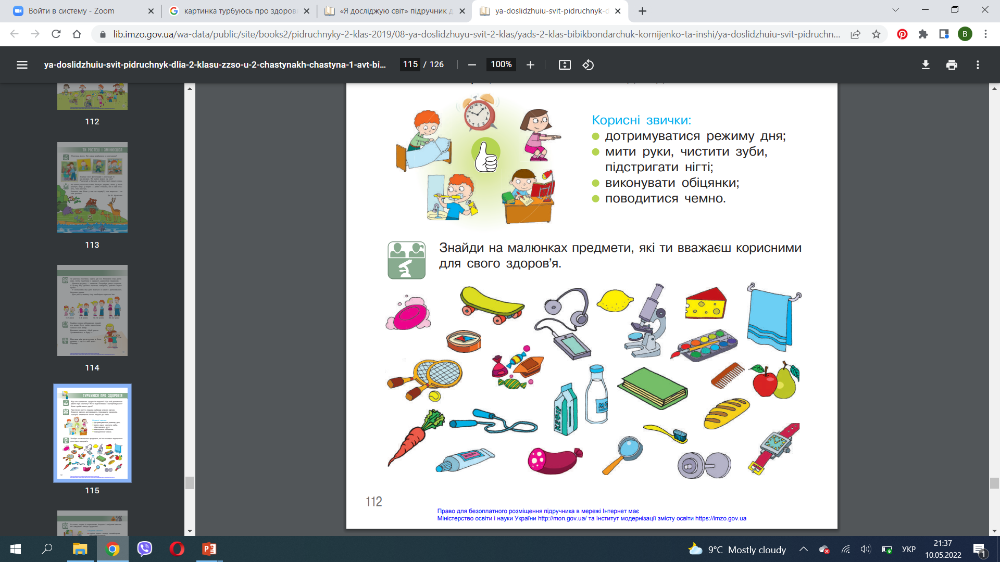 Войти в систему - Zoom
картинка турбуюсь про здоров
«Я досліджую світ» підручник д
ya-doslidzhuiu-svit-pidruchnyk-d
lib.imzo.gov.ua/wa-data/public/site/books2/pidruchnyky-2-klas-2019/08-ya-doslidzhuyu-svit-2-klas/yads-2-klas-bibikbondarchuk-kornijenko-ta-inshi/ya-doslidzhuiu-svit-pidruchn...
B
ya-doslidzhuiu-svit-pidruchnyk-dlia-2-klasu-zzso-u-2-chastynakh-chastyna-1-avt-bi...
115 / 126
100%
112
ТИ РОСТЕШ І ЗМІНЮЄШСЯ
113
114
ТУРБУЮСЯ ПРО ЗДОРОВ'Я
115
Корисні звички:
дотримуватися режиму дня;
мити руки, чистити зуби,
підстригати нігті;
виконувати обіцянки;
поводитися чемно.
Знайди на малюнках предмети, які ти вважаєш корисними
для свого здоров'я.
КЕФІР
МО
112
Право для безоплатного розміщення підручника в мережі Інтернет має
Міністерство освіти і науки України http://mon.gov.ua/ та Інститут модернізації змісту освіти https://imzo.gov.ua
9°C Mostly cloudy
УКР
21:37
10.05.2022
1